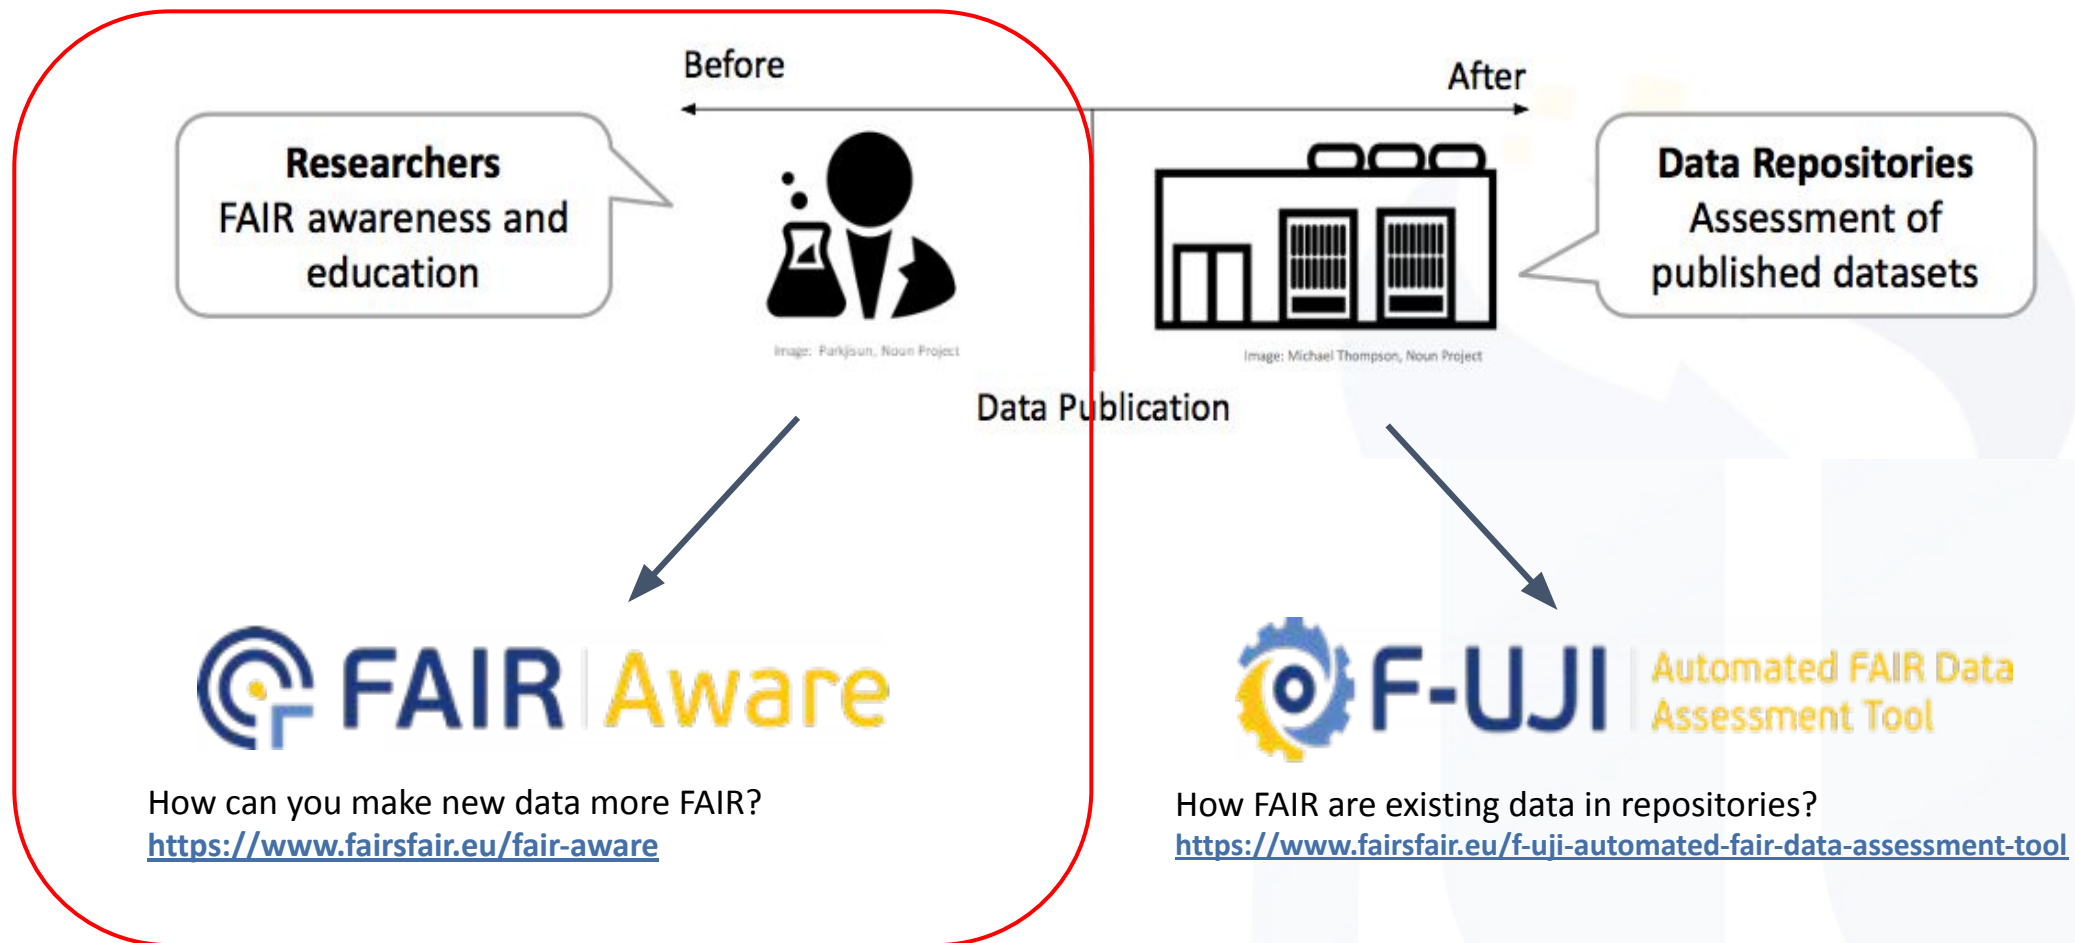 Before
After
Researchers
FAIR awareness and
education
Data Repositories
Assessment of
published datasets
Image: Parkjisun, Noun Project
Image: Michael Thompson, Noun Project
Data Publication
FAIR Aware
F-UJI
Automated FAIR Data
Assessment Tool
How can you make new data more FAIR?
https://www.fairsfair.eu/fair-aware
How FAIR are existing data in repositories?
https://www.fairsfair.eu/f-uji-automated-fair-data-assessment-tool